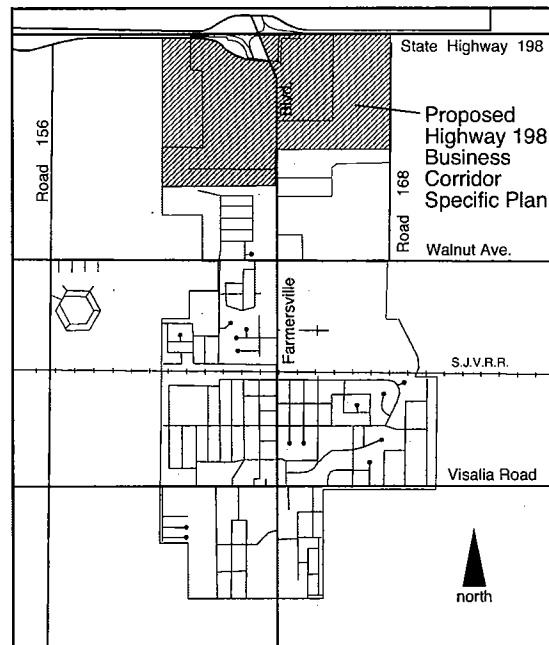 State Highway 198
Blvd.
Proposed
Highway 198
Business
Corridor
Specific Plan
Road 156
Road 168
Walnut Ave.
Farmersville
S.J.V.R.R.
Visalia Road
north